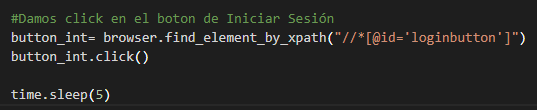 #Damos click en el boton de Iniciar Sesión
button_int= browser.find_element_by_xpath("//*[@id='loginbutton']")
button_int.click()
time.sleep(5)